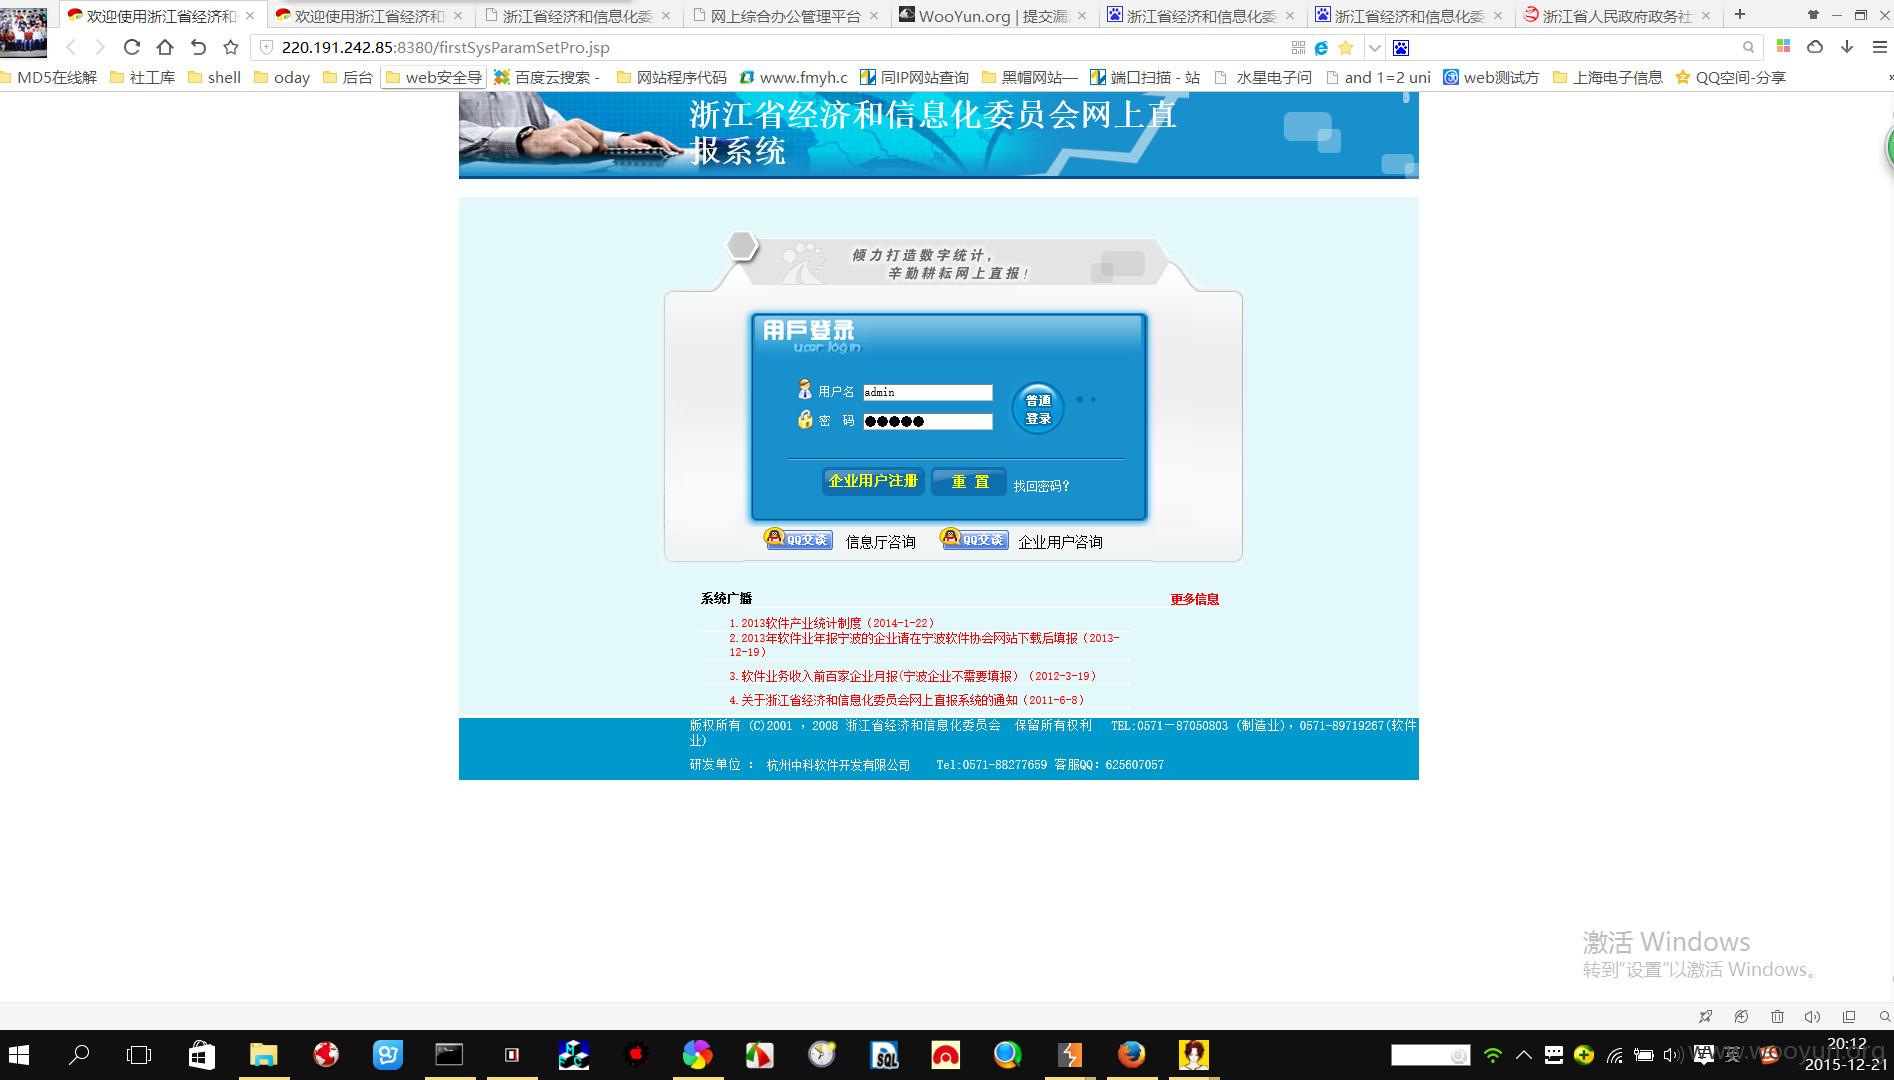 欢迎使用浙江省经济和 欢迎使用浙江省经济和 浙江省经济和信息化委 网上综合办公管理平台 WooYun.org | 提交漏 浙江省经济和信息化委 浙江省经济和信息化委 浙江省人民政府政务社
220.191.242.85:8380/firstSysParamSetPro.jsp
MD5在线解 社工库 shell oday 后台 web安全导 百度云搜索 - 网站程序代码 www.fmyh.c 同IP网站查询 黑帽网站— 端口扫描 - 站 水星电子问 and 1=2 uni web测试方 上海电子信息 QQ空间-分享
浙江省经济和信息化委员会网上直
报系统
倾力打造数字统计，
辛勤耕耘网上直报！
用户登录
user login
用户名 admin
密 码 ●●●●●
普通
登录
企业用户注册 重 置 找回密码?
QQ交谈 信息厅咨询 QQ交谈 企业用户咨询
系统广播 更多信息
1.2013软件产业统计制度（2014-1-22）
2.2013年软件业年报宁波的企业请在宁波软件协会网站下载后填报（2013-
12-19）
3.软件业务收入前百家企业月报(宁波企业不需要填报）（2012-3-19）
4.关于浙江省经济和信息化委员会网上直报系统的通知（2011-6-8）
版权所有 (C)2001 ，2008 浙江省经济和信息化委员会 保留所有权利 TEL:0571－87050803 (制造业)，0571-89719267(软件
业)
研发单位 ： 杭州中科软件开发有限公司 Tel:0571-88277659 客服QQ：625607057
激活 Windows
转到“设置”以激活 Windows。
SQL
英
20:12
2015-12-21
www.wooyun.org